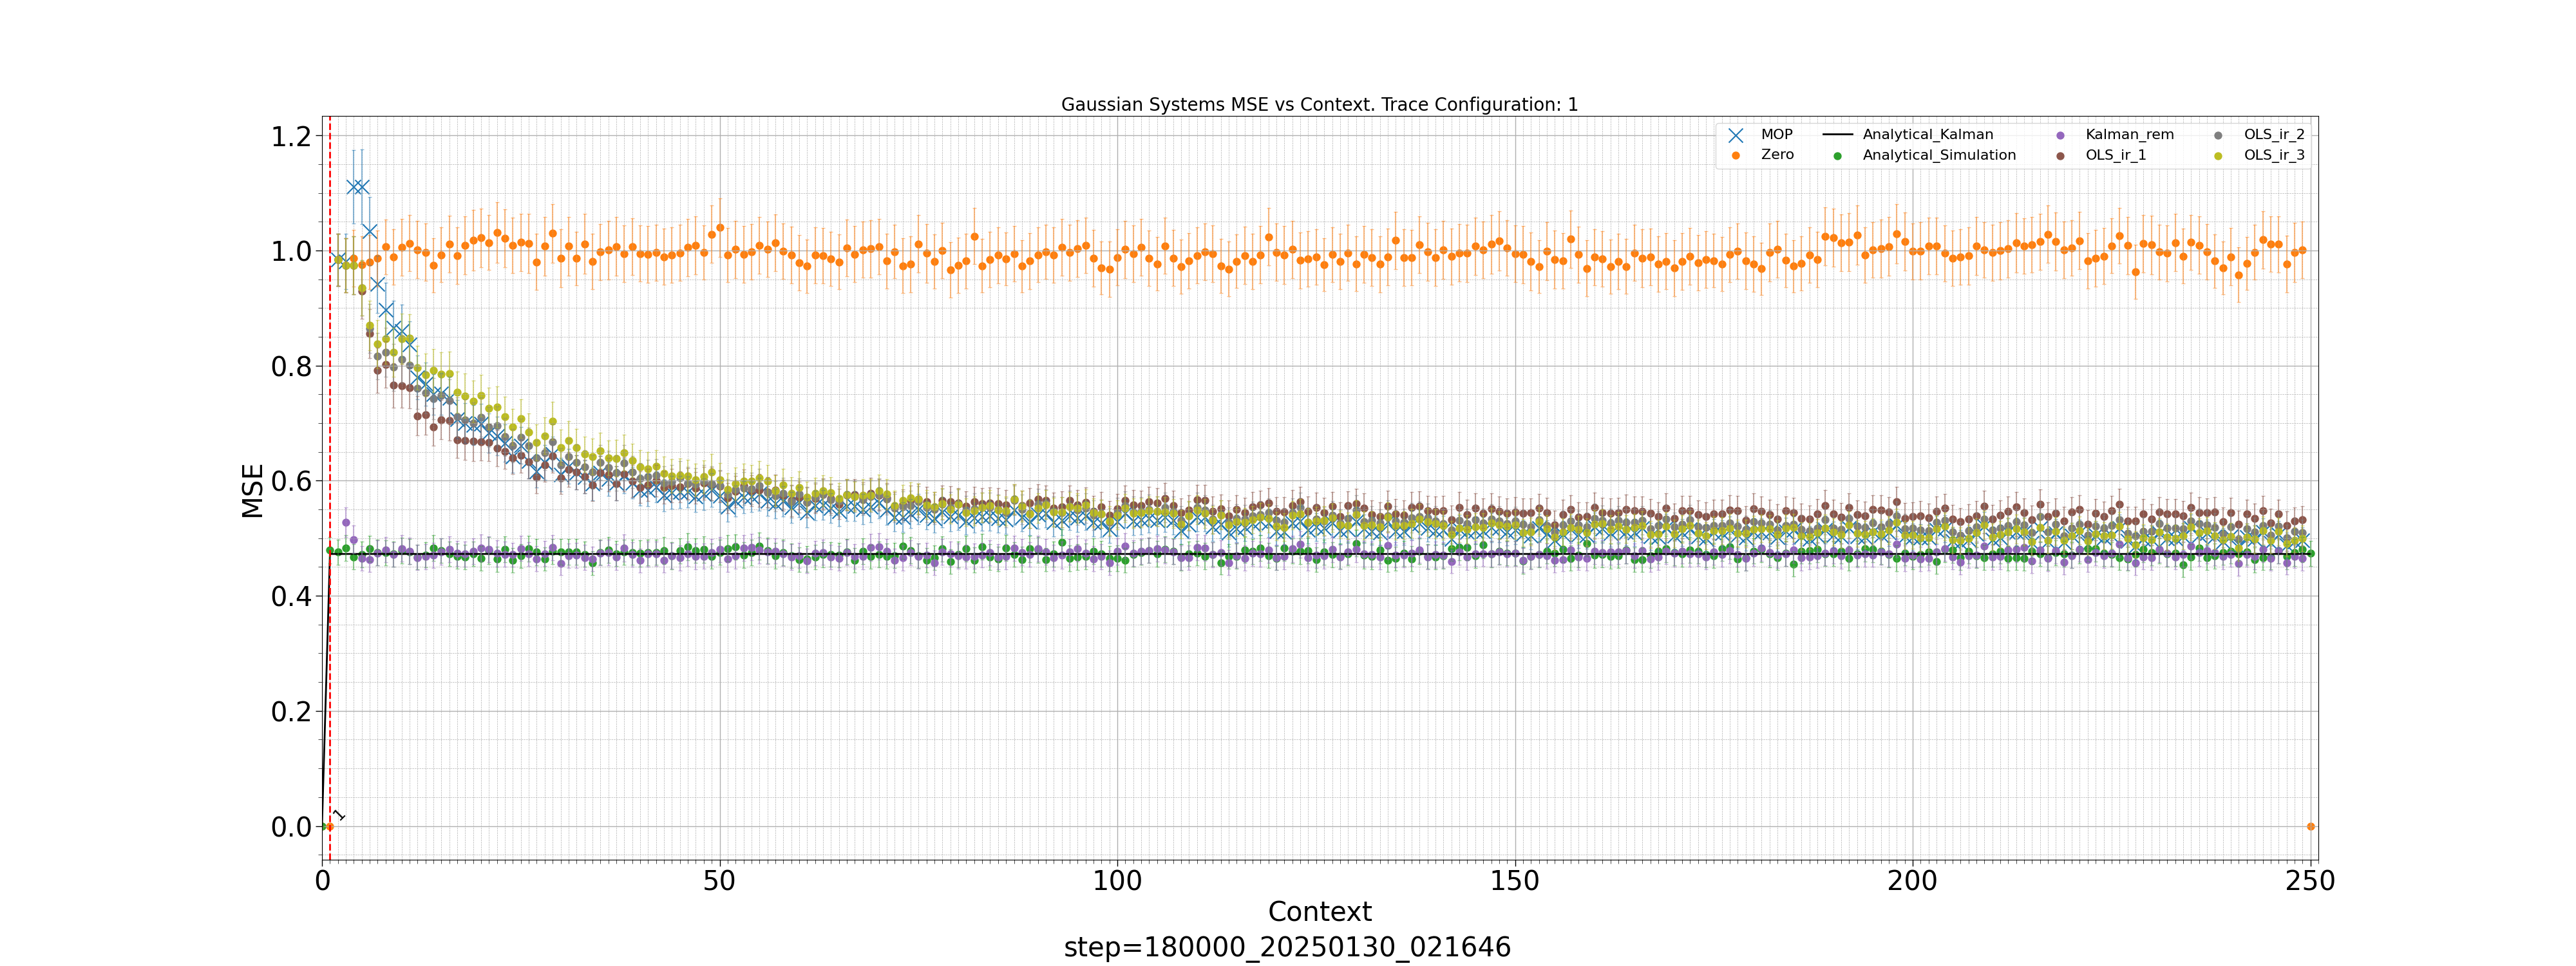 Gaussian Systems MSE vs Context. Trace Configuration: 1
MOP
Zero
Analytical_Kalman
Analytical_Simulation
Kalman_rem
OLS_ir_1
OLS_ir_2
OLS_ir_3
MSE
1.2
1.0
0.8
0.6
0.4
0.2
0.0
1
0 50 100 150 200 250
Context
step=180000_20250130_021646